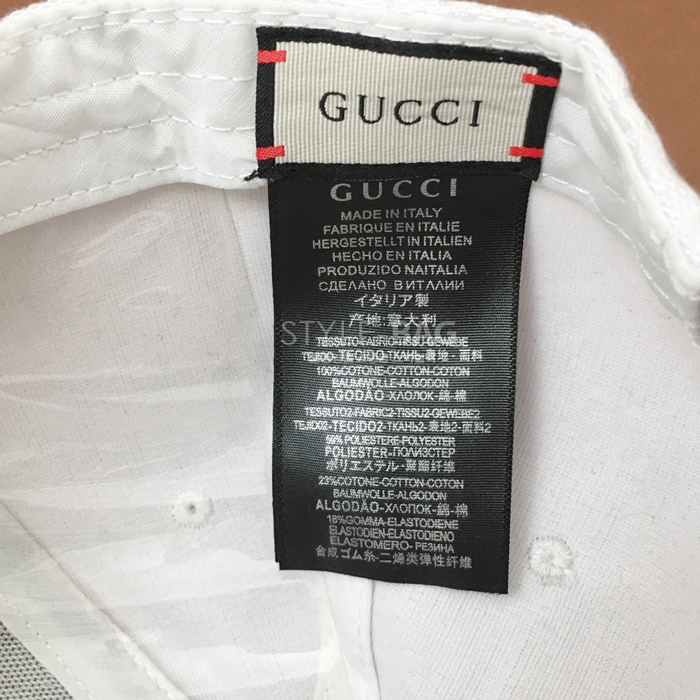 GUCCI
GUCCI
MADE IN ITALY
FABRIQUE EN ITALIE
HERGESTELLT IN ITALIEN
HECHO EN ITALIA
PRODUZIDO NAITALIA
СДЕЛАНО В ИТАЛИИ
イタリア製
产地:意大利
STYLE-BAG
TESSUTO-FABRIC-TISSU-GEWEBE
TEJIDO-TECIDO-ТКАНЬ-表地-面料
100%COTONE-COTTON-COTON
BAUMWOLLE-ALGODON
ALGODÃO-ХЛОПОК-綿-棉
TESSUTO2-FABRIC2-TISSU2-GEWEBE2
TEJIDO2-TECIDO2-ТКАНЬ2-表地2-面料2
59%POLIESTERE-POLYESTER
POLIESTER-ПОЛИЭСТЕР
ポリエステル-聚酯纤维
23%COTONE-COTTON-COTON
BAUMWOLLE-ALGODON
ALGODÃO-ХЛОПОК-綿-棉
18%GOMMA-ELASTODIENE
ELASTODIEN-ELASTODIENO
ELASTOMERO-РЕЗИНА
合成ゴム糸-二烯类弹性纤维